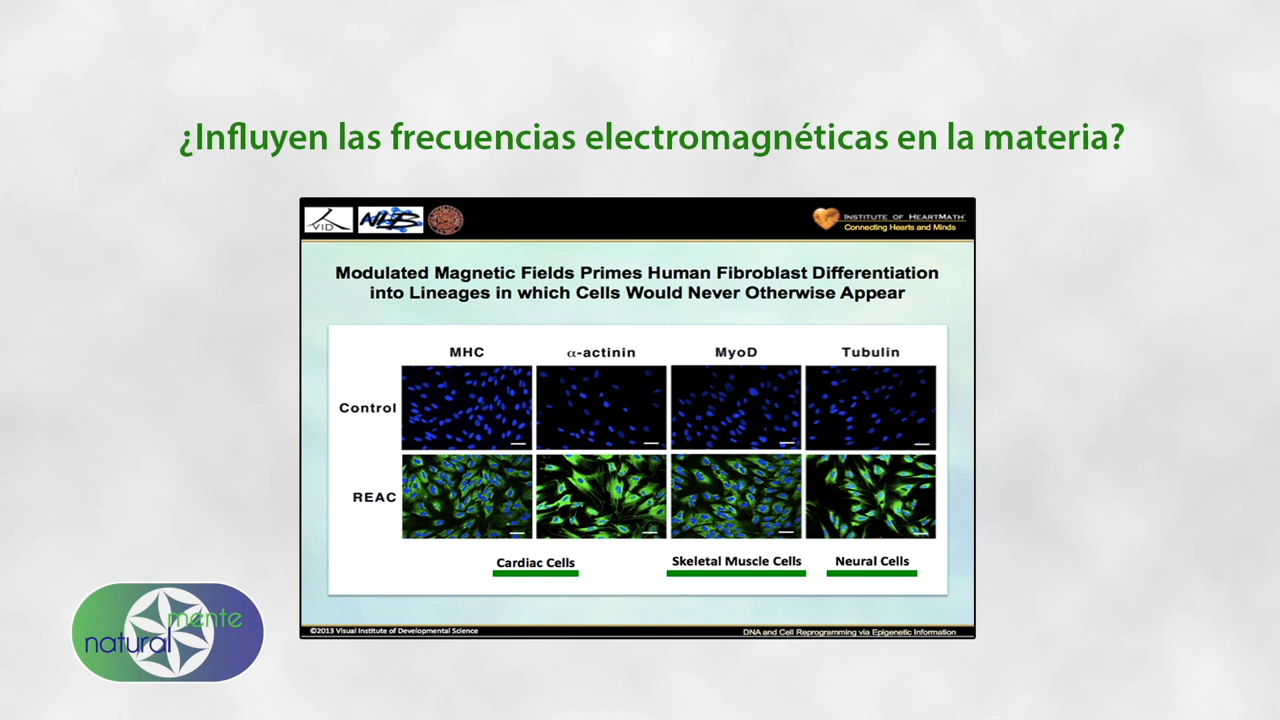 ¿Influyen las frecuencias electromagnéticas en la materia?
VID
NLB
INSTITUTE OF HEARTMATH
Connecting Hearts and Minds
Modulated Magnetic Fields Primes Human Fibroblast Differentiation
into Lineages in which Cells Would Never Otherwise Appear
MHC α-actinin MyoD Tubulin
Control
REAC
Cardiac Cells Skeletal Muscle Cells Neural Cells
©2013 Visual Institute of Developmental Science
DNA and Cell Reprogramming via Epigenetic Information
mente
natural